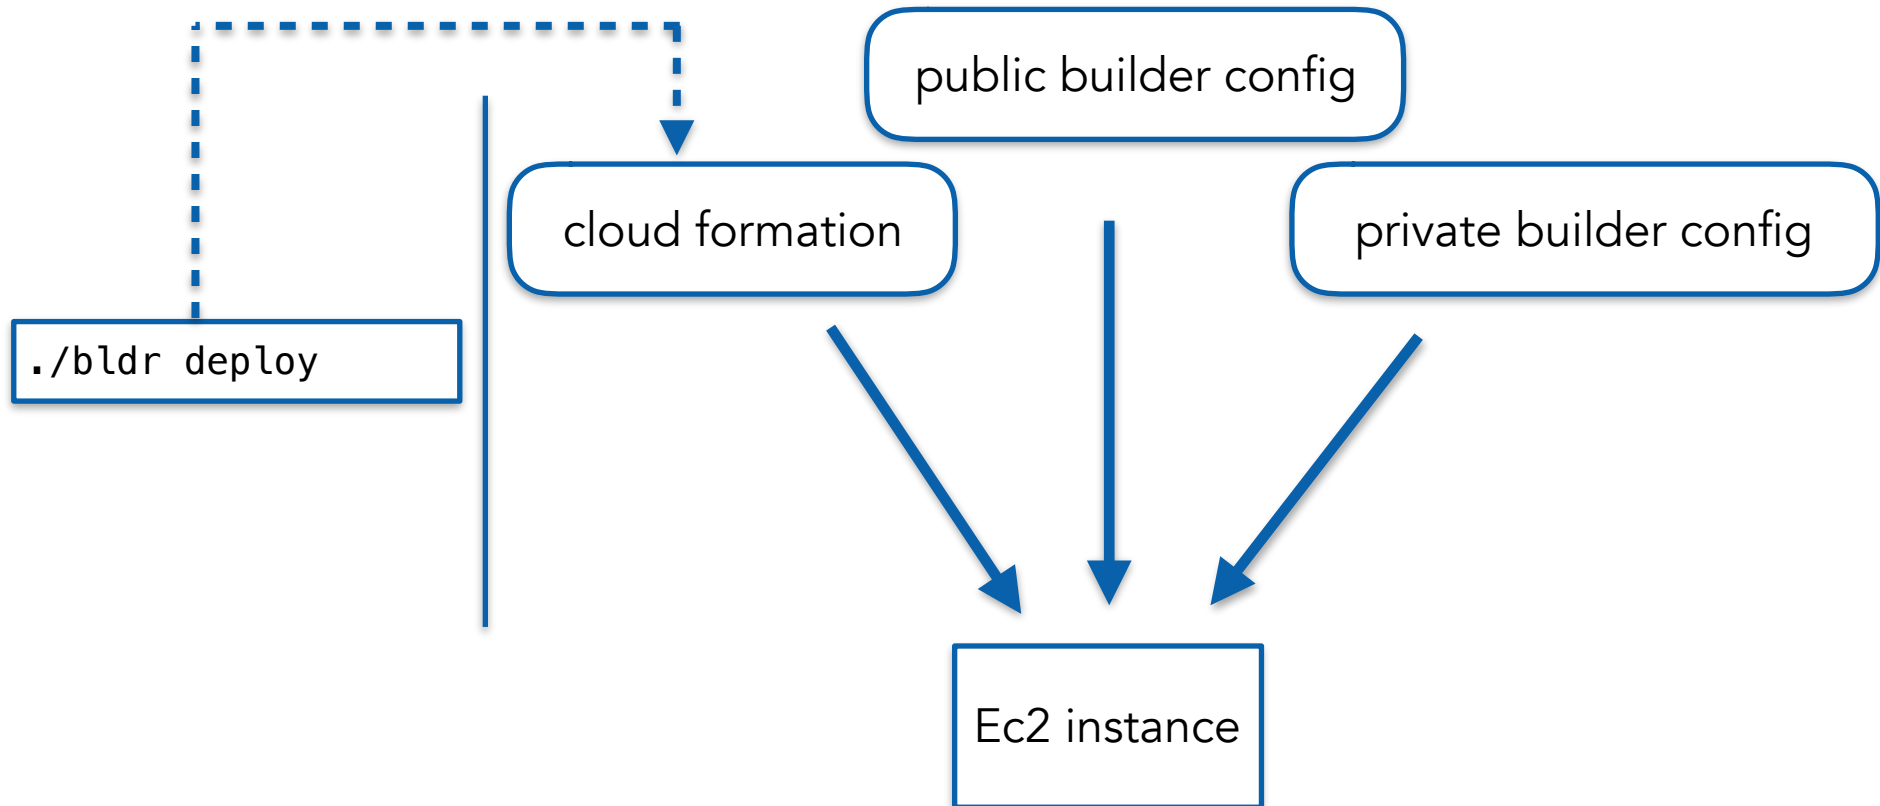 public builder config
cloud formation
private builder config
./bldr deploy
Ec2 instance